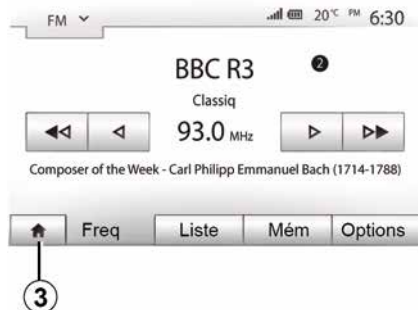 FM 20°C PM 6:30
BBC R3 2
Classiq
93.0 MHz
Composer of the Week - Carl Philipp Emmanuel Bach (1714-1788)
Freq Liste Mém Options
3